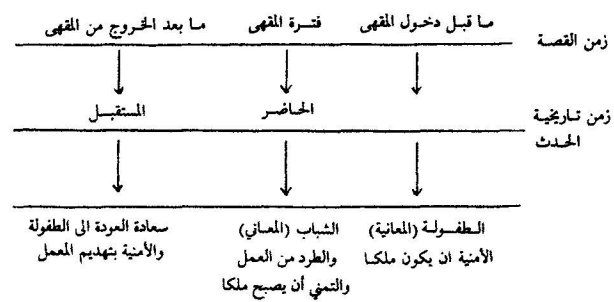 زمن القصة
ما قبل دخول المقهى
فترة المقهى
ما بعد الخروج من المقهى
زمن تاريخية
الحدث
الحاضر
المستقبل
الطفولة (المعانية)
الأمنية ان يكون ملكا
الشباب (المعاني)
والطرد من العمل
والتمني أن يصبح ملكا
سعادة العودة الى الطفولة
والأمنية بتهديم المعمل